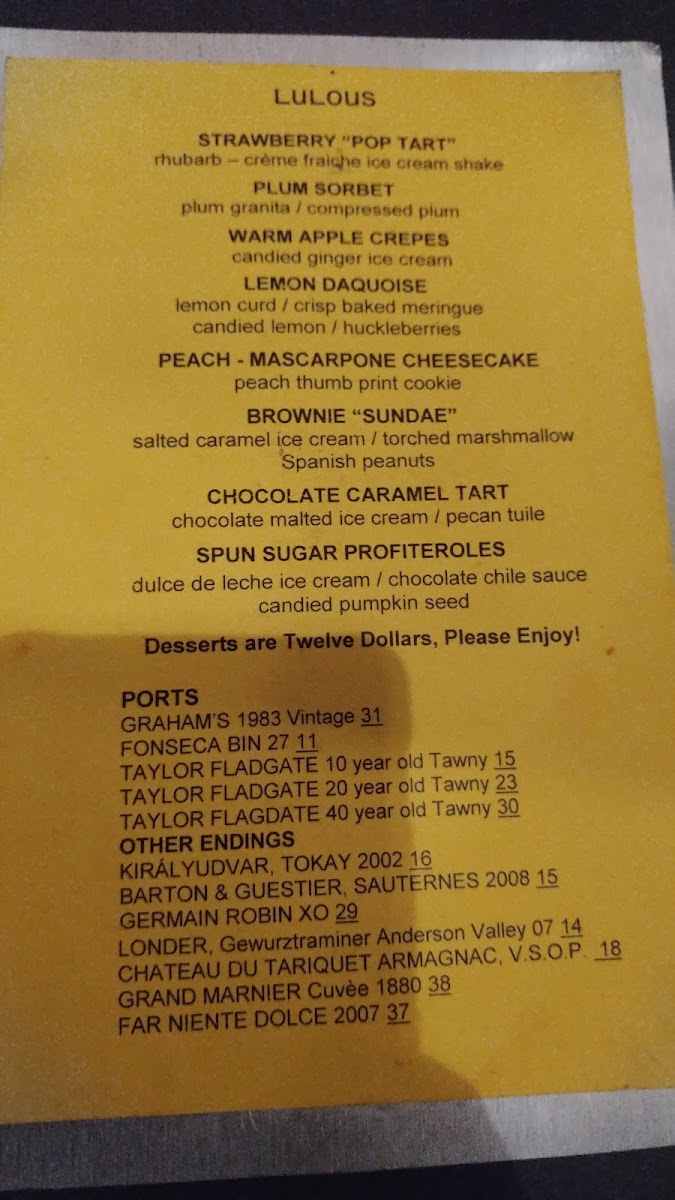 LULOUS
STRAWBERRY "POP TART"
rhubarb – crème fraiche ice cream shake
PLUM SORBET
plum granita / compressed plum
WARM APPLE CREPES
candied ginger ice cream
LEMON DAQUOISE
lemon curd / crisp baked meringue
candied lemon / huckleberries
PEACH - MASCARPONE CHEESECAKE
peach thumb print cookie
BROWNIE “SUNDAE”
salted caramel ice cream / torched marshmallow
Spanish peanuts
CHOCOLATE CARAMEL TART
chocolate malted ice cream / pecan tuile
SPUN SUGAR PROFITEROLES
dulce de leche ice cream / chocolate chile sauce
candied pumpkin seed
Desserts are Twelve Dollars, Please Enjoy!
PORTS
GRAHAM'S 1983 Vintage 31
FONSECA BIN 27 11
TAYLOR FLADGATE 10 year old Tawny 15
TAYLOR FLADGATE 20 year old Tawny 23
TAYLOR FLAGDATE 40 year old Tawny 30
OTHER ENDINGS
KIRÁLYUDVAR, TOKAY 2002 16
BARTON & GUESTIER, SAUTERNES 2008 15
GERMAIN ROBIN XO 29
LONDER, Gewurztraminer Anderson Valley 07 14
CHATEAU DU TARIQUET ARMAGNAC, V.S.O.P. 18
GRAND MARNIER Cuvèe 1880 38
FAR NIENTE DOLCE 2007 37